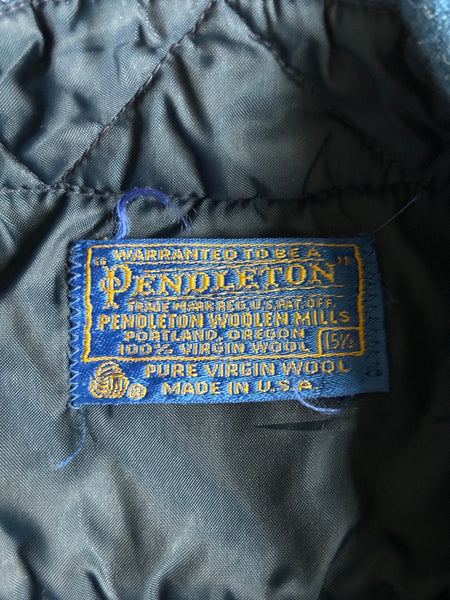 WARRANTED TO BE A
"PENDLETON"
TRADE MARK REG. U.S. PAT. OFF.
PENDLETON WOOLEN MILLS
PORTLAND, OREGON
100% VIRGIN WOOL 15½
PURE VIRGIN WOOL
® MADE IN U.S.A.